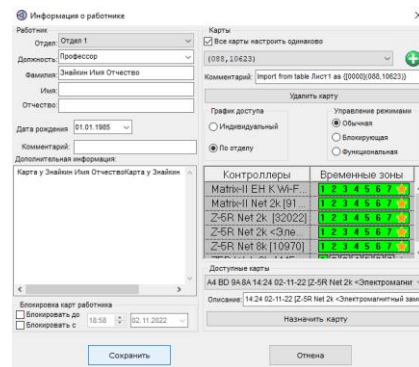 Информация о работнике
Работник
Отдел: Отдел 1
Должность: Профессор
Фамилия: Знайкин Имя Отчество
Имя:
Отчество:
Дата рождения 01.01.1985
Комментарий:
Дополнительная информация:
Карта у Знайкин Имя ОтчествоКарта у Знайкин
Блокировка карт работника
Блокировать до
Блокировать с
18:58 02.11.2022
Карты
Все карты настроить одинаково
(088,10623)
Комментарий: Import from table Лист1 as ([0000](088,10623))
Удалить карту
График доступа
Индивидуальный
По отделу
Управление режимами
Обычная
Блокирующая
Функциональная
Контроллеры Временные зоны
Matrix-II EH K Wi-F... 1 2 3 4 5 6 7
Matrix-II Net 2k [91... 1 2 3 4 5 6 7
Z-5R Net 2k [32022] 1 2 3 4 5 6 7
Z-5R Net 2k <Эле... 1 2 3 4 5 6 7
Z-5R Net 8k [10970] 1 2 3 4 5 6 7
Доступные карты
A4 BD 9A 8A 14:24 02-11-22 [Z-5R Net 2k <Электромагни
Описание: 14:24 02-11-22 [Z-5R Net 2k <Электромагнитный зам
Назначить карту
Сохранить
Отмена